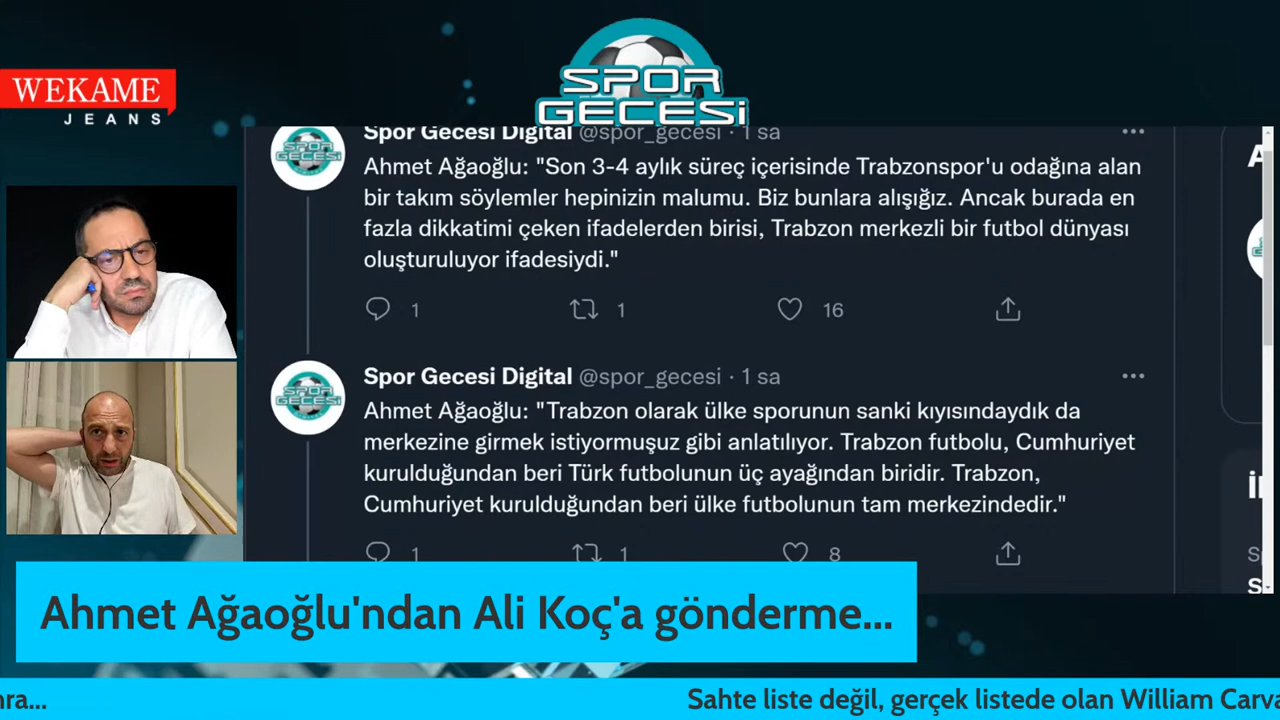 SPOR
GECESİ
WEKAME
JEANS
Spor Gecesi Digital @spor_gecesi · 1 sa
Ahmet Ağaoğlu: "Son 3-4 aylık süreç içerisinde Trabzonspor'u odağına alan
bir takım söylemler hepinizin malumu. Biz bunlara alışığız. Ancak burada en
fazla dikkatimi çeken ifadelerden birisi, Trabzon merkezli bir futbol dünyası
oluşturuluyor ifadesiydi."
1 1 16
SPOR
GECESİ
Spor Gecesi Digital @spor_gecesi · 1 sa
Ahmet Ağaoğlu: "Trabzon olarak ülke sporunun sanki kıyısındaydık da
merkezine girmek istiyormuşuz gibi anlatılıyor. Trabzon futbolu, Cumhuriyet
kurulduğundan beri Türk futbolunun üç ayağından biridir. Trabzon,
Cumhuriyet kurulduğundan beri ülke futbolunun tam merkezindedir."
1 1 8
SPOR
GECESİ
Ahmet Ağaoğlu'ndan Ali Koç'a gönderme...
Sahte liste değil, gerçek listede olan William Carva